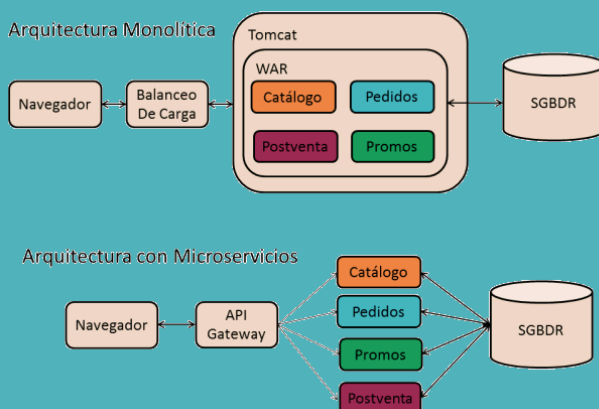 Arquitectura Monolítica
Tomcat
WAR
Navegador
Balanceo
De Carga
Catálogo
Pedidos
Postventa
Promos
SGBDR
Arquitectura con Microservicios
Navegador
API
Gateway
Catálogo
Pedidos
Promos
Postventa
SGBDR